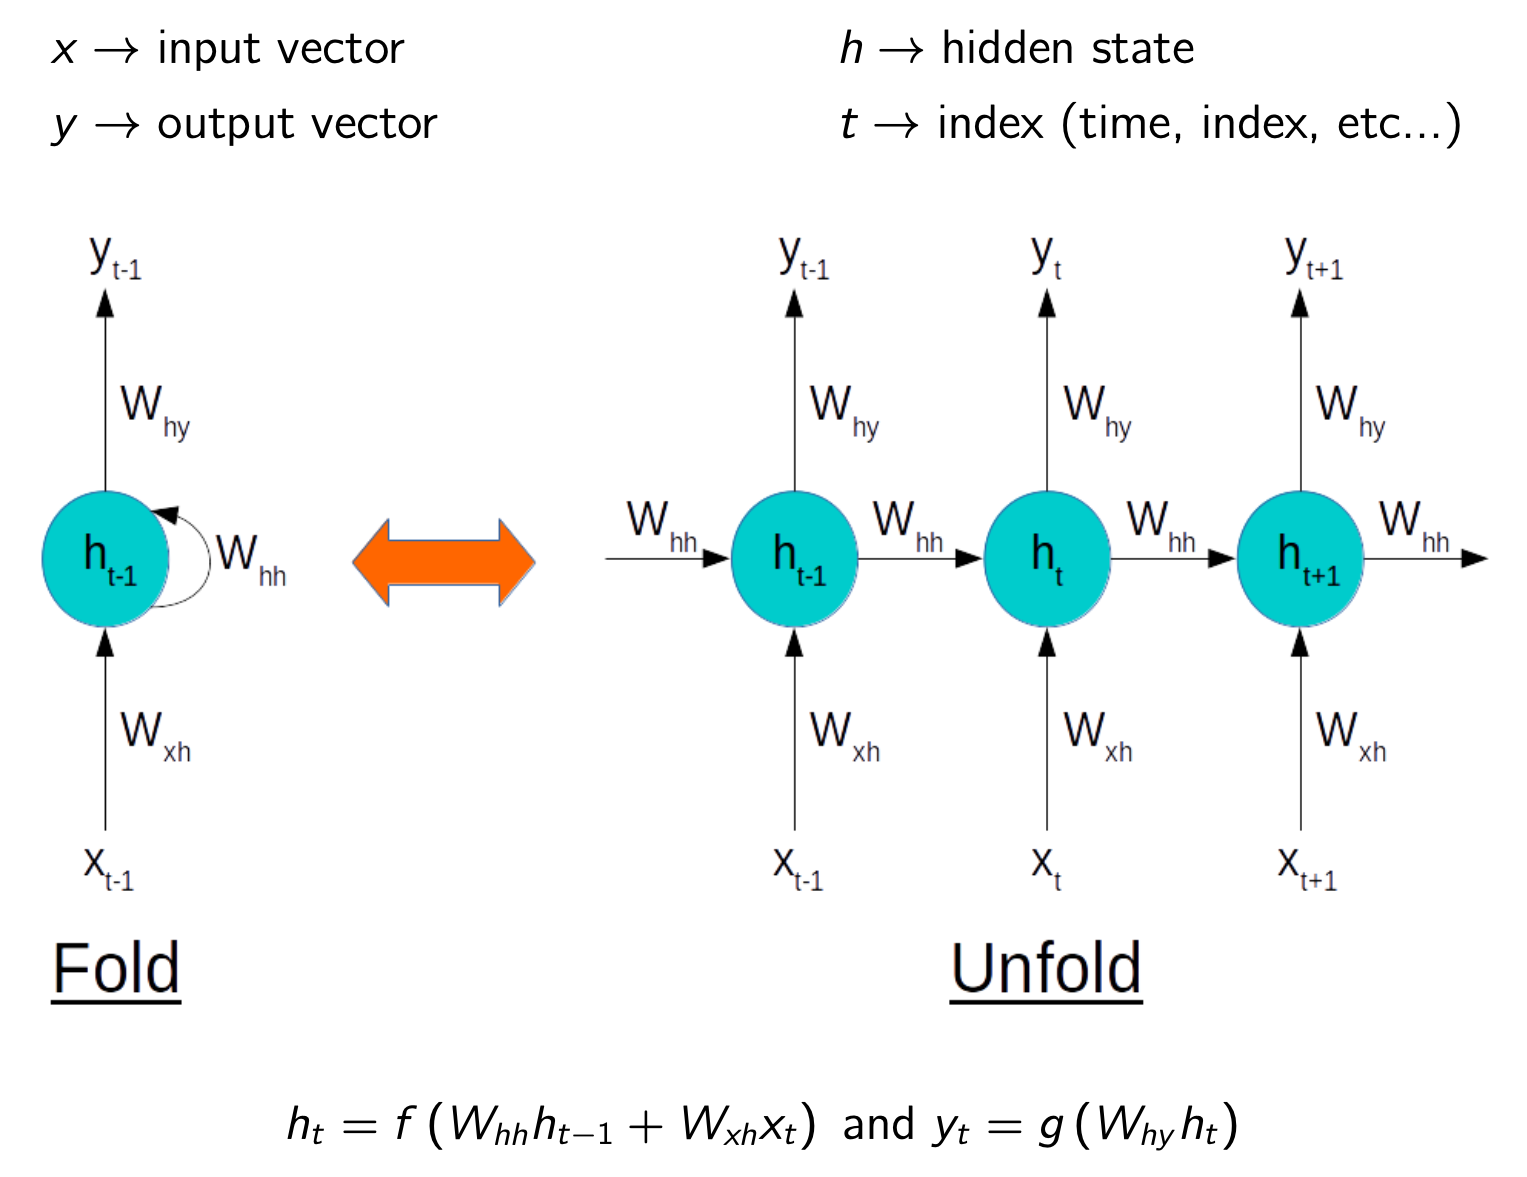 x → input vector
h → hidden state
y → output vector
t → index (time, index, etc...)
y_{t-1}
y_{t-1} y_t y_{t+1}
W_{hy}
W_{hy} W_{hy} W_{hy}
h_{t-1} W_{hh}
W_{hh} h_{t-1} W_{hh} h_t W_{hh} h_{t+1} W_{hh}
W_{xh}
W_{xh} W_{xh} W_{xh}
x_{t-1}
x_{t-1} x_t x_{t+1}
Fold
Unfold
h_t = f (W_{hh}h_{t−1} + W_{xh}x_t) and y_t = g (W_{hy}h_t)